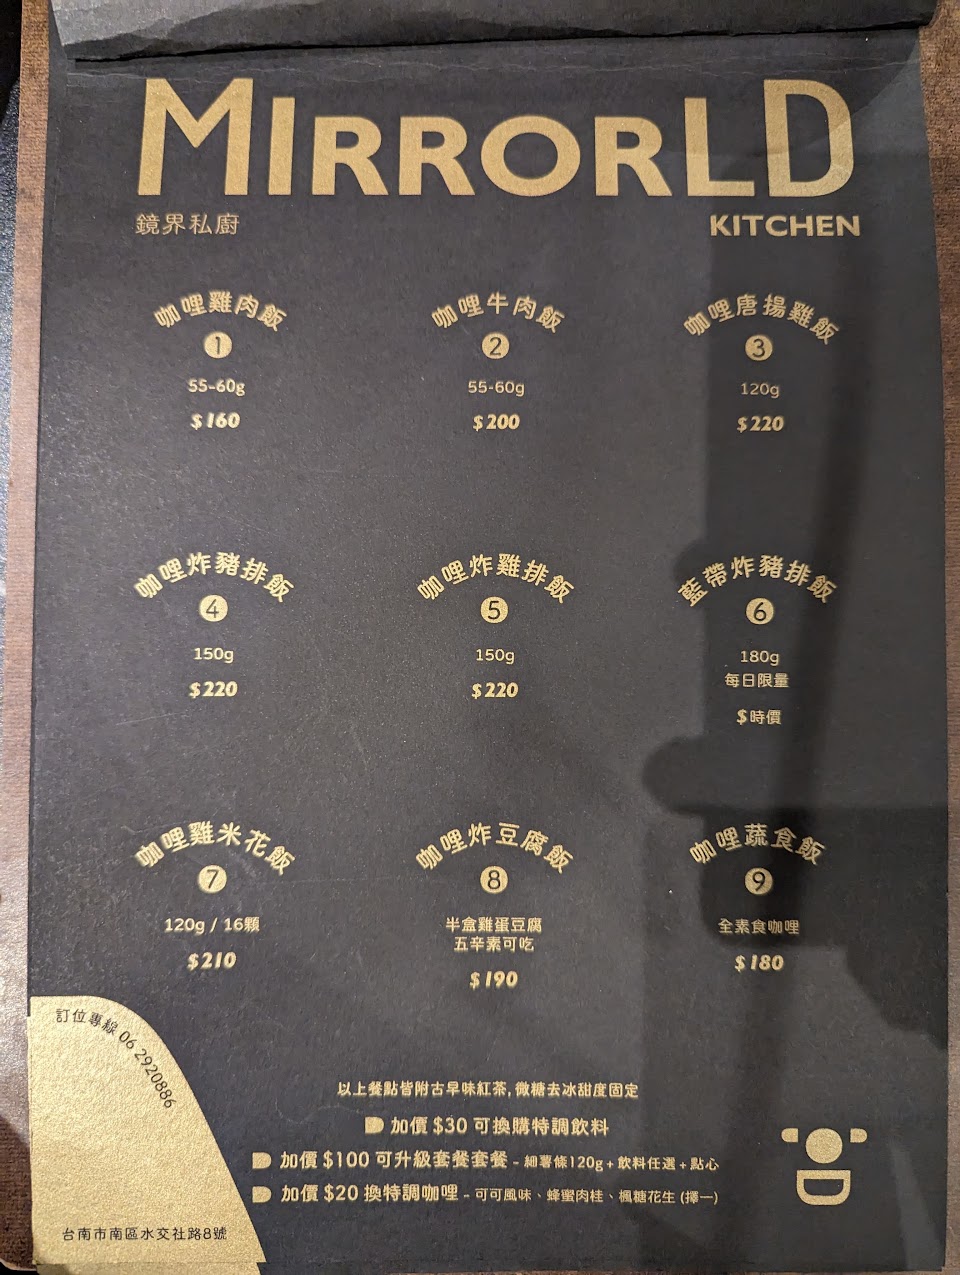 MIRRORLD
鏡界私廚
KITCHEN
咖哩雞肉飯
1
55-60g
$160
咖哩牛肉飯
2
55-60g
$200
咖哩唐揚雞飯
3
120g
$220
咖哩炸豬排飯
4
150g
$220
咖哩炸雞排飯
5
150g
$220
藍帶炸豬排飯
6
180g
每日限量
$時價
咖哩雞米花飯
7
120g / 16顆
$210
咖哩炸豆腐飯
8
半盒雞蛋豆腐
五辛素可吃
$190
咖哩蔬食飯
9
全素食咖哩
$180
訂位專線 06 2920886
以上餐點皆附古早味紅茶,微糖去冰甜度固定
加價 $30 可換購特調飲料
加價 $100 可升級套餐套餐 - 細薯條120g + 飲料任選 + 點心
加價 $20 換特調咖哩 - 可可風味、蜂蜜肉桂、楓糖花生 (擇一)
台南市南區水交社路8號